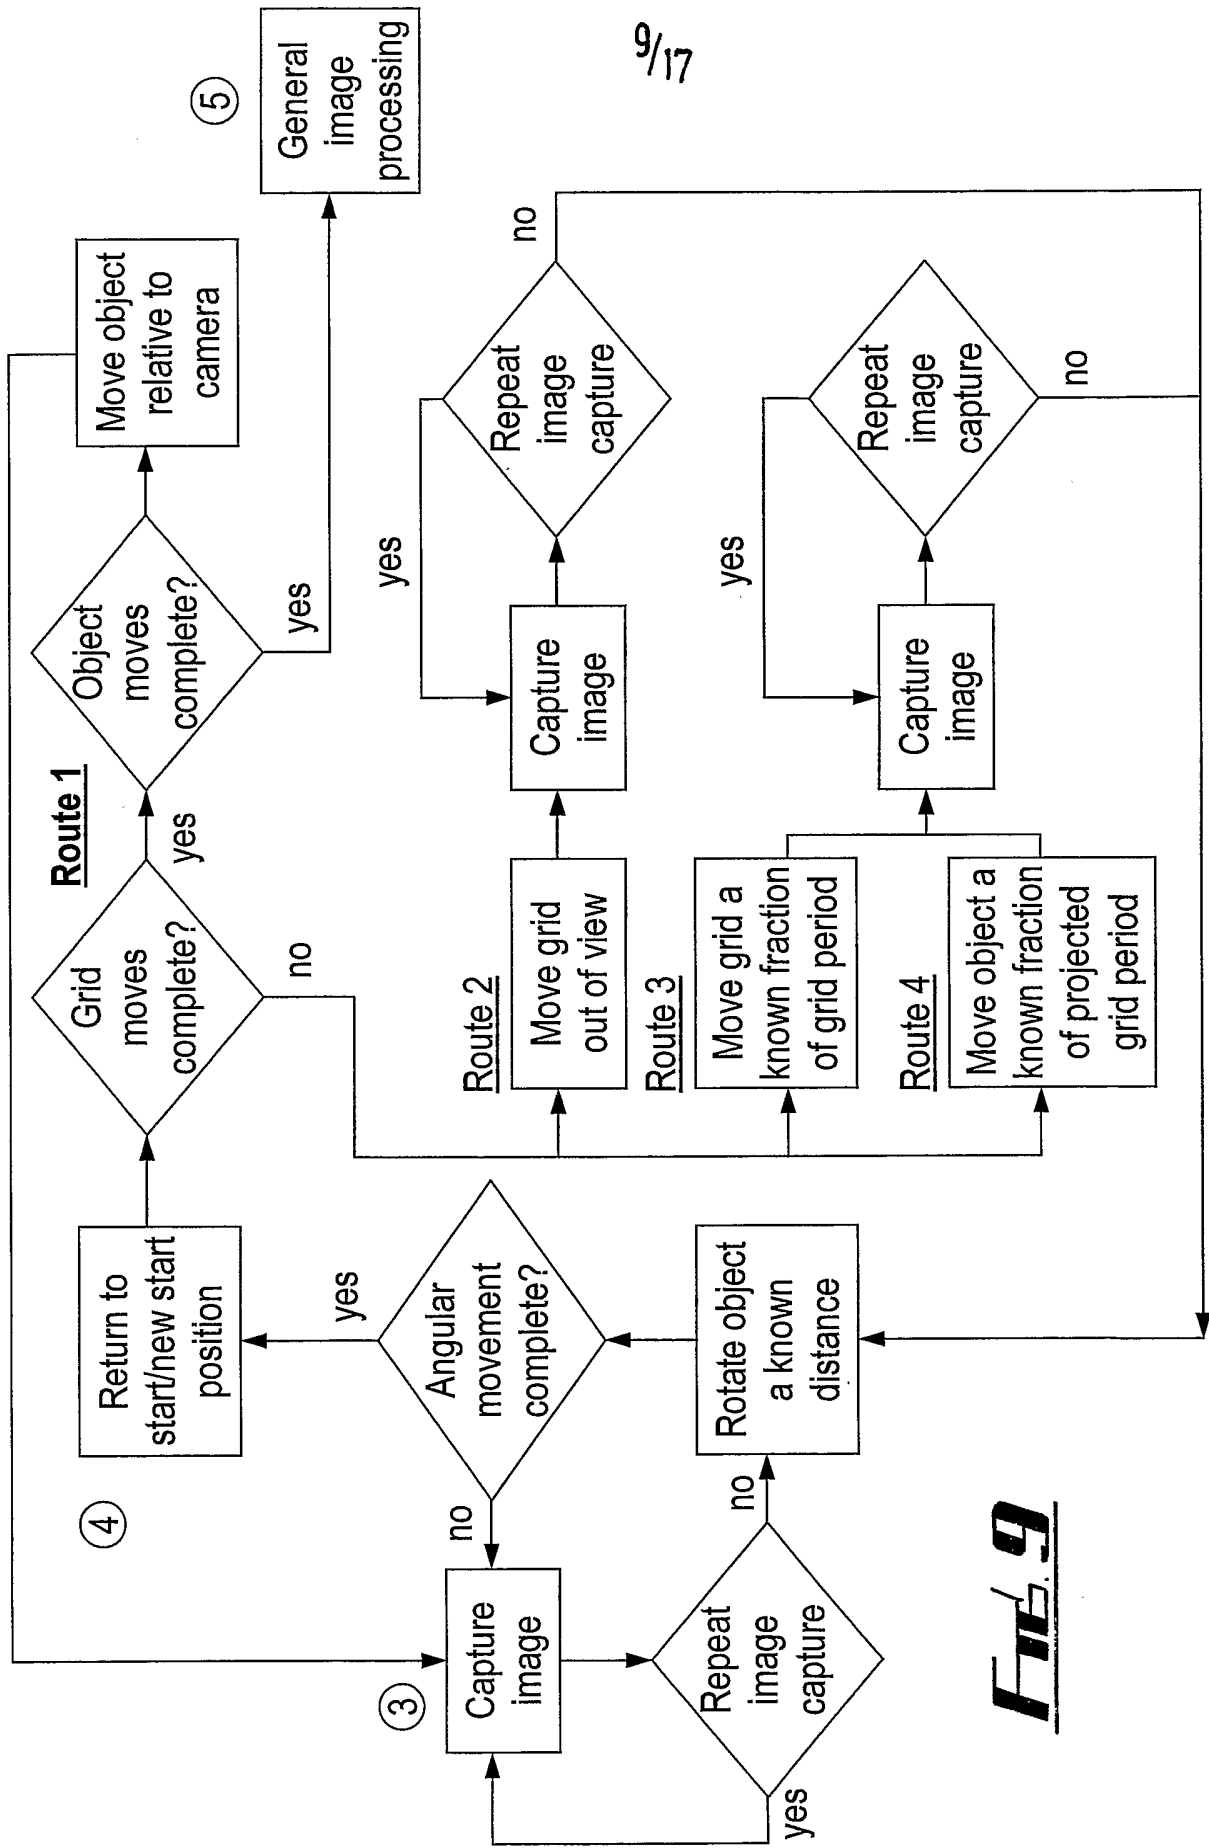 9/17
3
Capture
image
Repeat
image
capture
yes
no
Rotate object
a known
distance
Angular
movement
complete?
no
yes
4
Return to
start/new start
position
Grid
moves
complete?
yes
no
Route 1
Object
moves
complete?
yes
Move object
relative to
camera
5
General
image
processing
Route 2
Move grid
out of view
Capture
image
yes
Repeat
image
capture
no
Route 3
Move grid a
known fraction
of grid period
Route 4
Move object a
known fraction
of projected
grid period
Capture
image
yes
Repeat
image
capture
no
Fig. 9